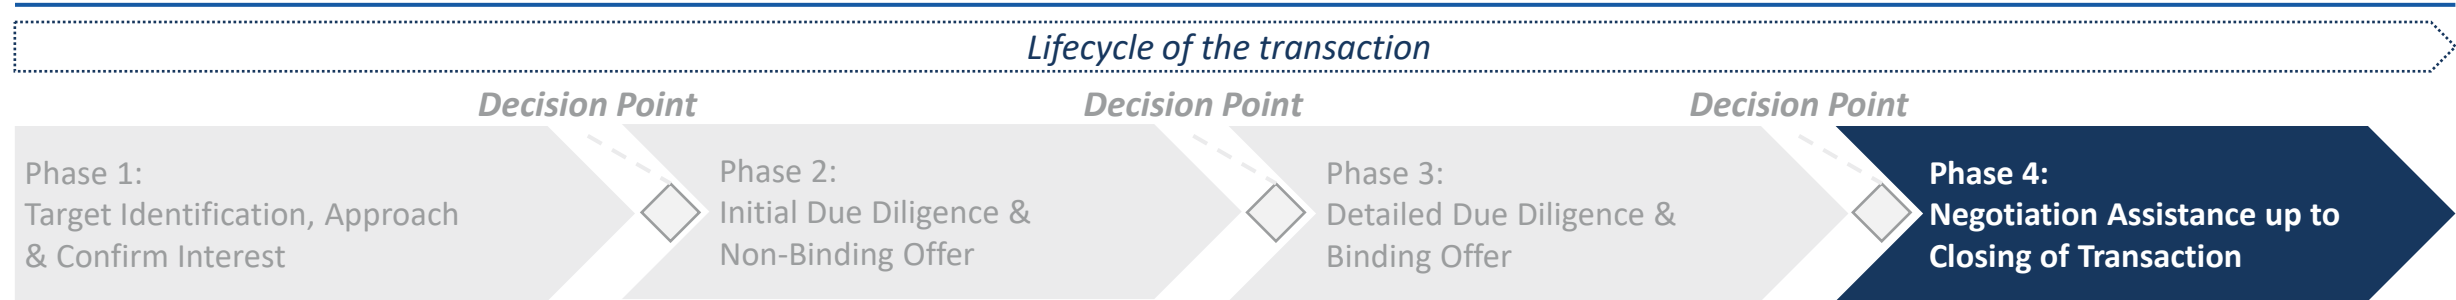 Lifecycle of the transaction
Decision Point
Decision Point
Decision Point
Phase 1:
Target Identification, Approach
& Confirm Interest
Phase 2:
Initial Due Diligence &
Non-Binding Offer
Phase 3:
Detailed Due Diligence &
Binding Offer
Phase 4:
Negotiation Assistance up to
Closing of Transaction